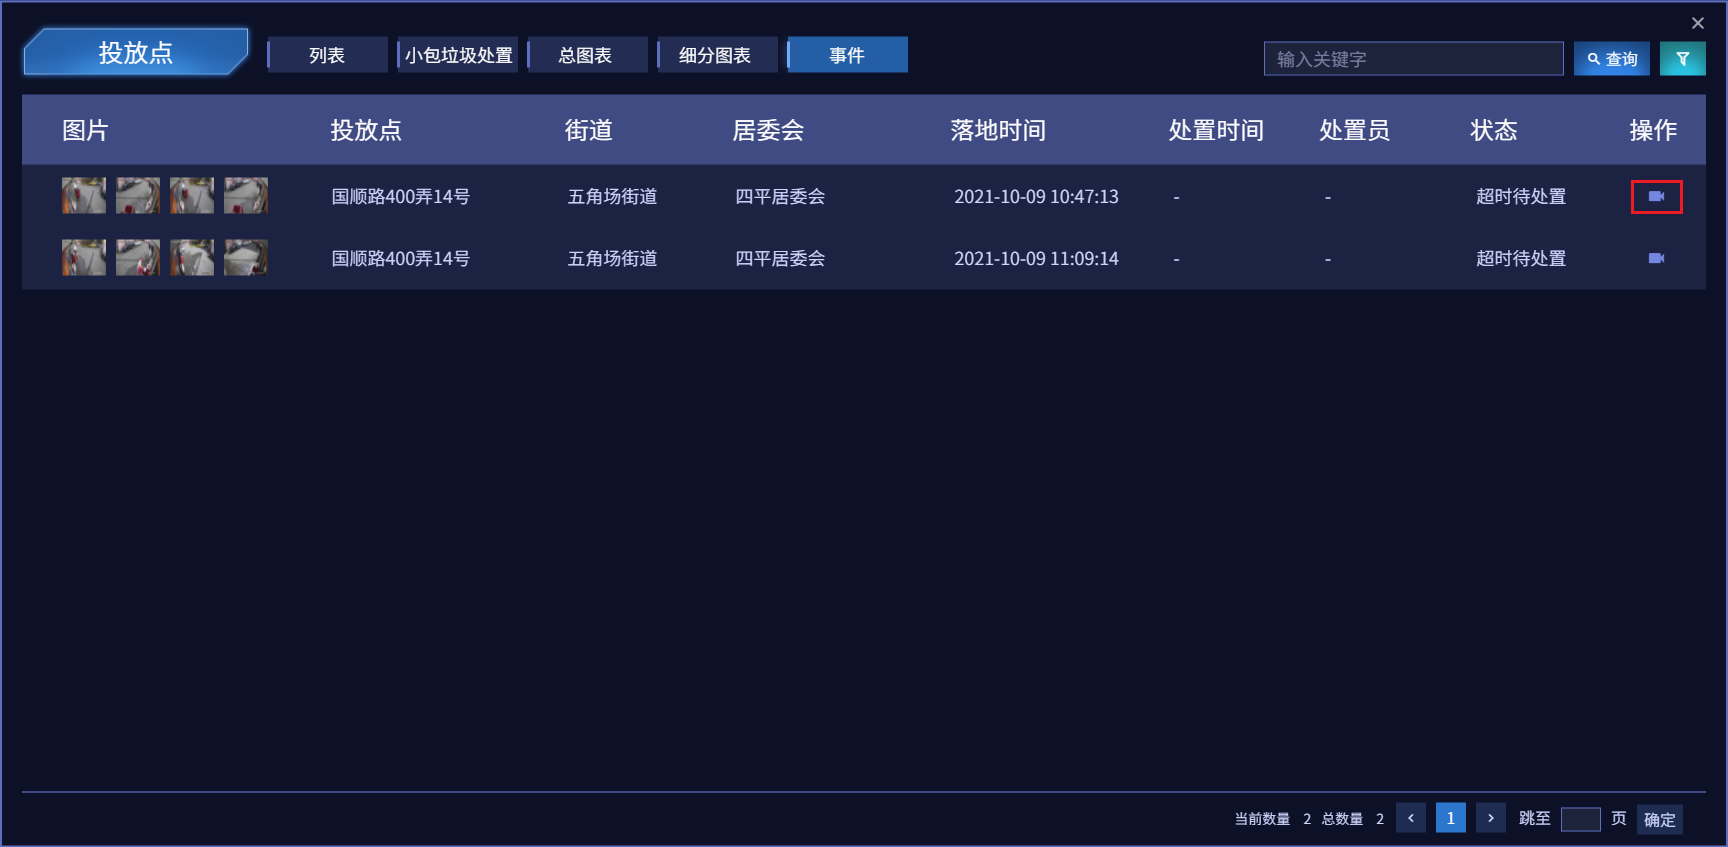 投放点 列表 小包垃圾处置 总图表 细分图表 事件 输入关键字 查询
图片 投放点 街道 居委会 落地时间 处置时间 处置员 状态 操作
国顺路400弄14号 五角场街道 四平居委会 2021-10-09 10:47:13 - - 超时待处置
国顺路400弄14号 五角场街道 四平居委会 2021-10-09 11:09:14 - - 超时待处置
当前数量 2 总数量 2 1 跳至 页 确定